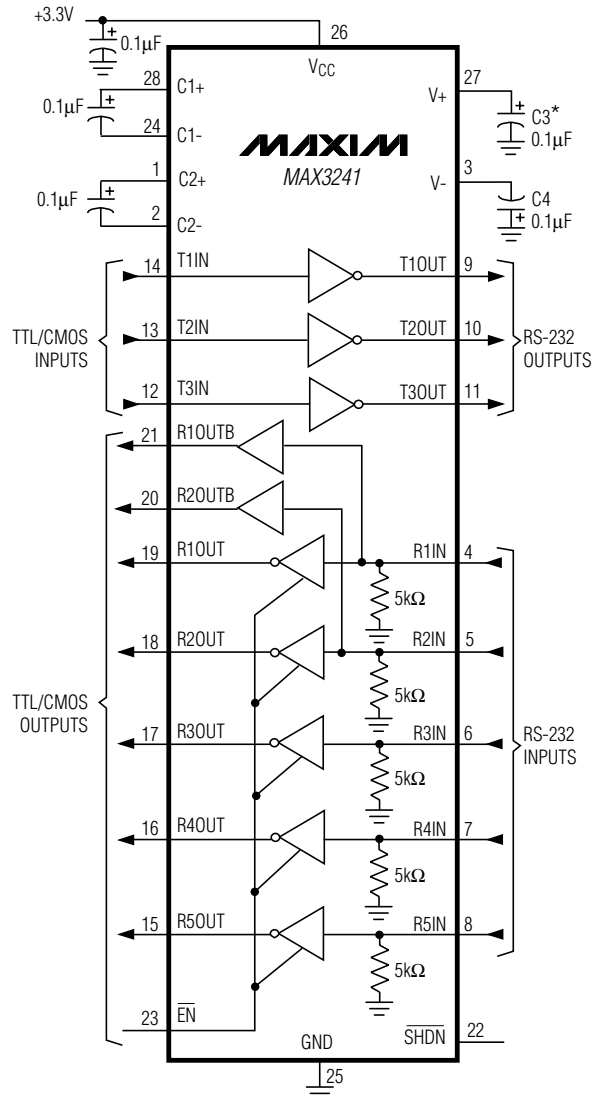 +3.3V
0.1µF
26
VCC
28
C1+
0.1µF
24
C1-
1
C2+
0.1µF
2
C2-
27
V+
C3*
0.1µF
3
V-
C4
0.1µF
MAXIM
MAX3241
14
T1IN
T1OUT
9
13
T2IN
T2OUT
10
12
T3IN
T3OUT
11
TTL/CMOS
INPUTS
RS-232
OUTPUTS
21
R1OUTB
20
R2OUTB
19
R1OUT
R1IN
4
5kΩ
18
R2OUT
R2IN
5
5kΩ
TTL/CMOS
OUTPUTS
17
R3OUT
R3IN
6
RS-232
INPUTS
5kΩ
16
R4OUT
R4IN
7
5kΩ
15
R5OUT
R5IN
8
5kΩ
23
EN
GND
25
SHDN
22